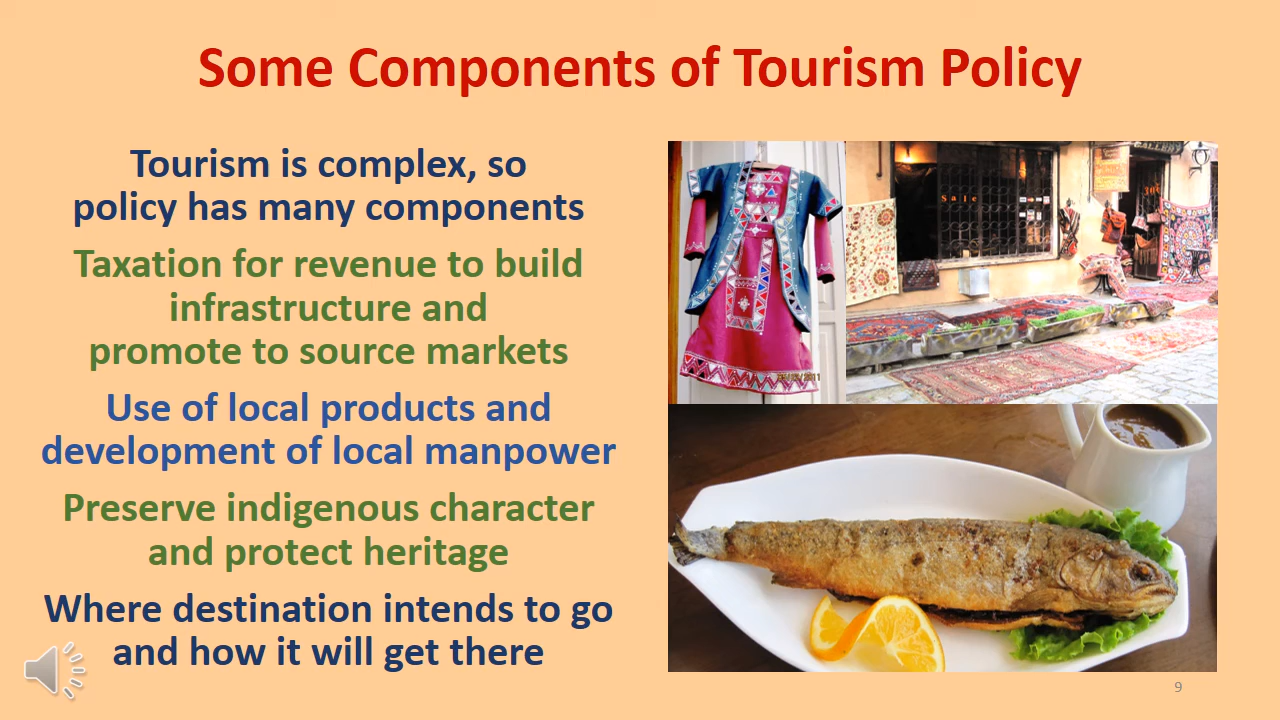 Some Components of Tourism Policy
Tourism is complex, so
policy has many components
Taxation for revenue to build
infrastructure and
promote to source markets
Use of local products and
development of local manpower
Preserve indigenous character
and protect heritage
Where destination intends to go
and how it will get there
Sale
GALLERY
9